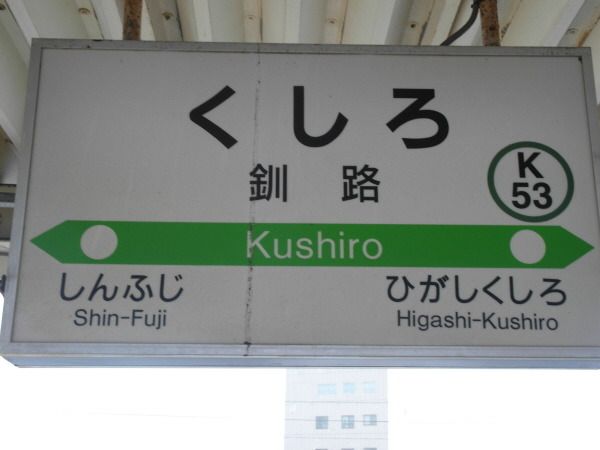 くしろ
釧路
K
53
Kushiro
しんふじ
Shin-Fuji
ひがしくしろ
Higashi-Kushiro